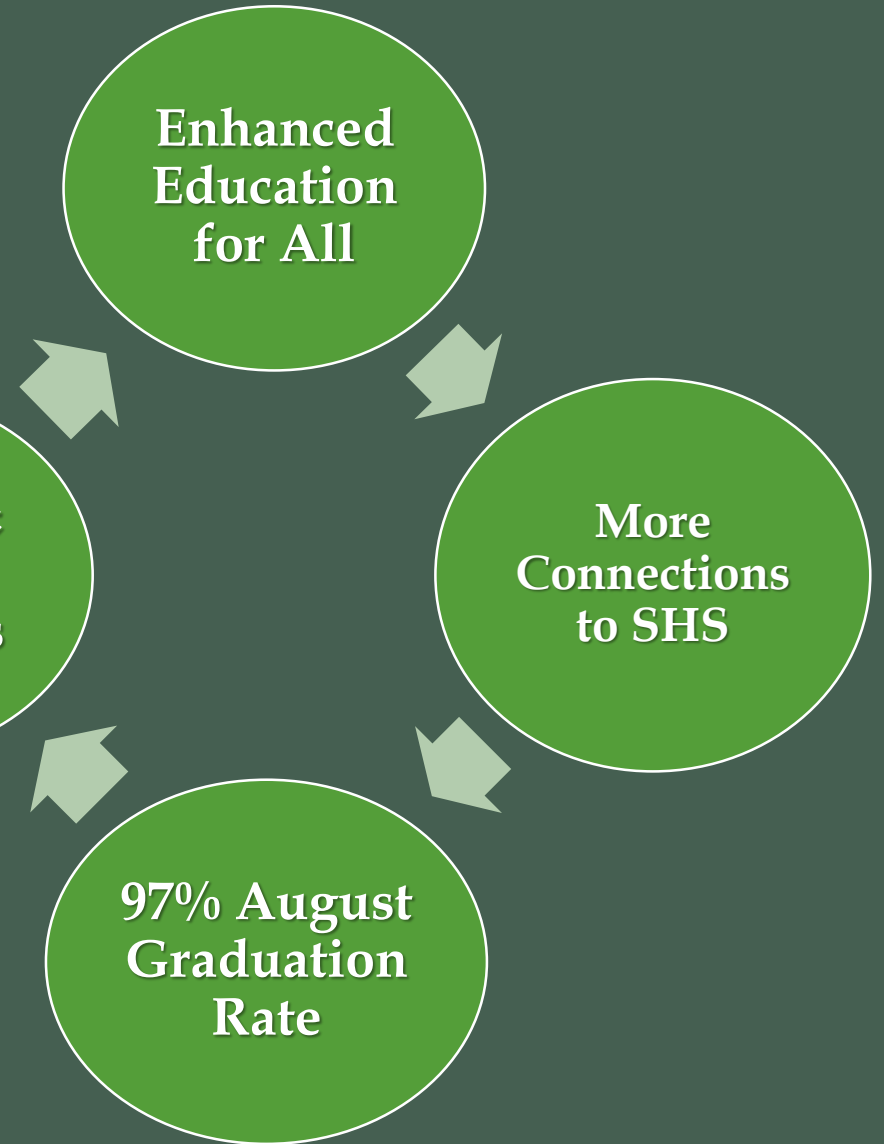 Enhanced
Education
for All
More
Connections
to SHS
97% August
Graduation
Rate